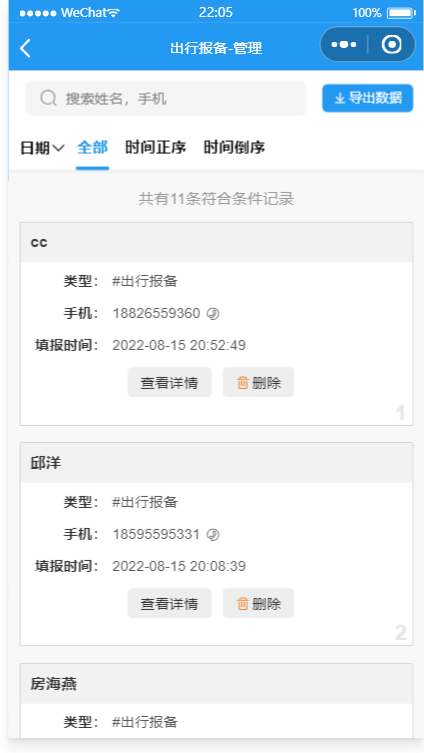 WeChat 22:05 100%
出行报备-管理
搜索姓名，手机 导出数据
日期 全部 时间正序 时间倒序
共有11条符合条件记录
cc
类型： #出行报备
手机： 18826559360
填报时间： 2022-08-15 20:52:49
查看详情 删除
1
邱洋
类型： #出行报备
手机： 18595595331
填报时间： 2022-08-15 20:08:39
查看详情 删除
2
房海燕
类型： #出行报备